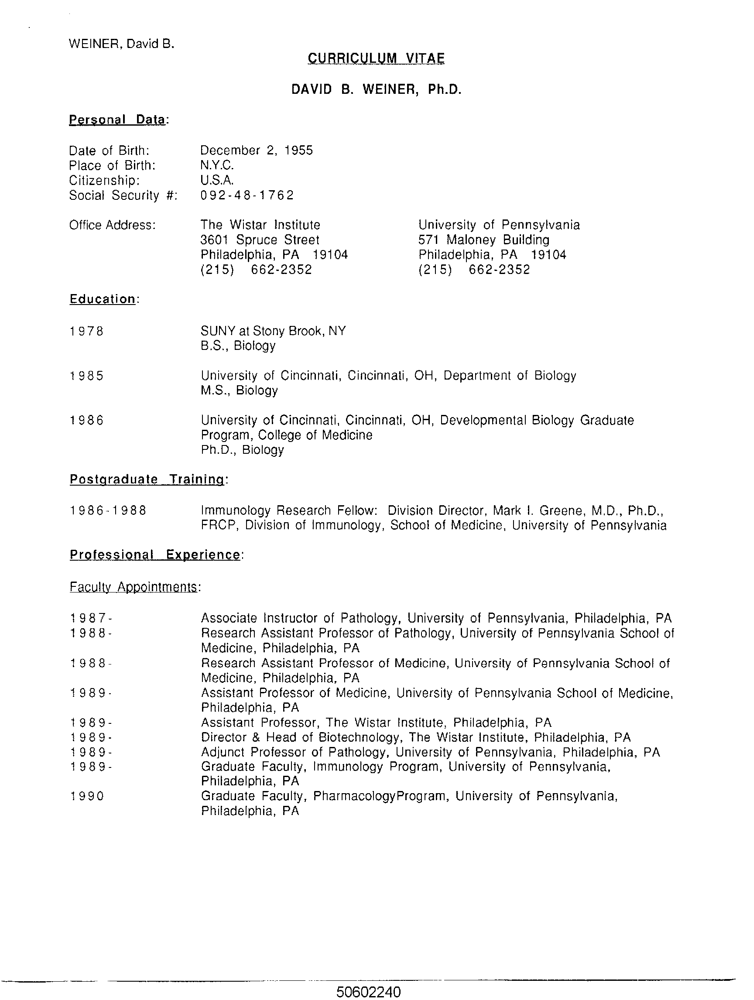 WEINER, David B.
CURRICULUM VITAE
DAVID B. WEINER, Ph.D.
Personal Data:
Date of Birth: December 2, 1955
Place of Birth: N.Y.C.
Citizenship: U.S.A.
Social Security #: 092-48-1762
Office Address: The Wistar Institute University of Pennsylvania
3601 Spruce Street 571 Maloney Building
Philadelphia, PA 19104 Philadelphia, PA 19104
(215) 662-2352 (215) 662-2352
Education:
1978 SUNY at Stony Brook, NY
B.S., Biology
1985 University of Cincinnati, Cincinnati, OH, Department of Biology
M.S., Biology
1986 University of Cincinnati, Cincinnati, OH, Developmental Biology Graduate
Program, College of Medicine
Ph.D., Biology
Postgraduate Training:
1986-1988 Immunology Research Fellow: Division Director, Mark I. Greene, M.D., Ph.D.,
FRCP, Division of Immunology, School of Medicine, University of Pennsylvania
Professional Experience:
Faculty Appointments:
1987- Associate Instructor of Pathology, University of Pennsylvania, Philadelphia, PA
1988- Research Assistant Professor of Pathology, University of Pennsylvania School of
Medicine, Philadelphia, PA
1988- Research Assistant Professor of Medicine, University of Pennsylvania School of
Medicine, Philadelphia, PA
1989- Assistant Professor of Medicine, University of Pennsylvania School of Medicine,
Philadelphia, PA
1989- Assistant Professor, The Wistar Institute, Philadelphia, PA
1989- Director & Head of Biotechnology, The Wistar Institute, Philadelphia, PA
1989- Adjunct Professor of Pathology, University of Pennsylvania, Philadelphia, PA
1989- Graduate Faculty, Immunology Program, University of Pennsylvania,
Philadelphia, PA
1990 Graduate Faculty, PharmacologyProgram, University of Pennsylvania,
Philadelphia, PA
50602240